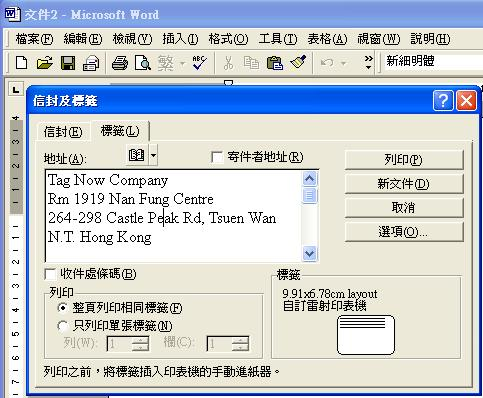 文件2 - Microsoft Word
檔案(F) 編輯(E) 檢視(V) 插入(I) 格式(O) 工具(T) 表格(A) 視窗(W) 說明(H)
繁 ABC » 新細明體
L
信封及標籤
信封(E) 標籤(L)
地址(A): 寄件者地址(R) 列印(P)
Tag Now Company
Rm 1919 Nan Fung Centre
264-298 Castle Peak Rd, Tsuen Wan
N.T. Hong Kong
新文件(D)
取消
選項(O)...
收件處條碼(B)
標籤
9.91x6.78cm layout
自訂雷射印表機
列印
整頁列印相同標籤(F)
只列印單張標籤(N)
列(W): 1 欄(C): 1
列印之前，將標籤插入印表機的手動進紙器。